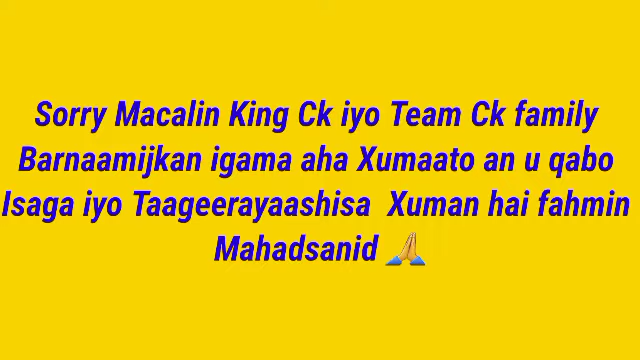 Sorry Macalin King Ck iyo Team Ck family
Barnaamijkan igama aha Xumaato an u qabo
Isaga iyo Taageerayaashisa Xuman hai fahmin
Mahadsanid 🙏